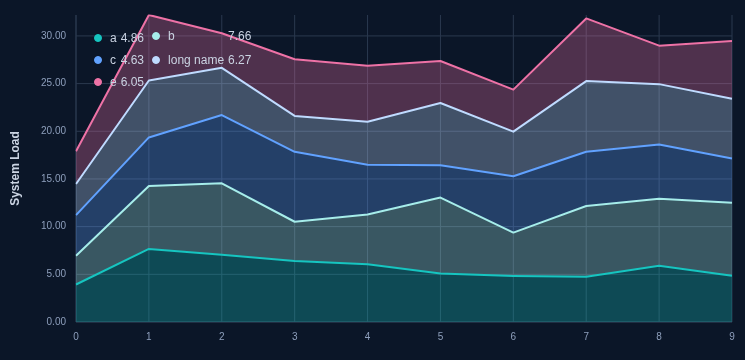 30.00
25.00
20.00
15.00
10.00
5.00
0.00
System Load
a 4.86
b 7.66
c 4.63
long name 6.27
e 6.05
0 1 2 3 4 5 6 7 8 9